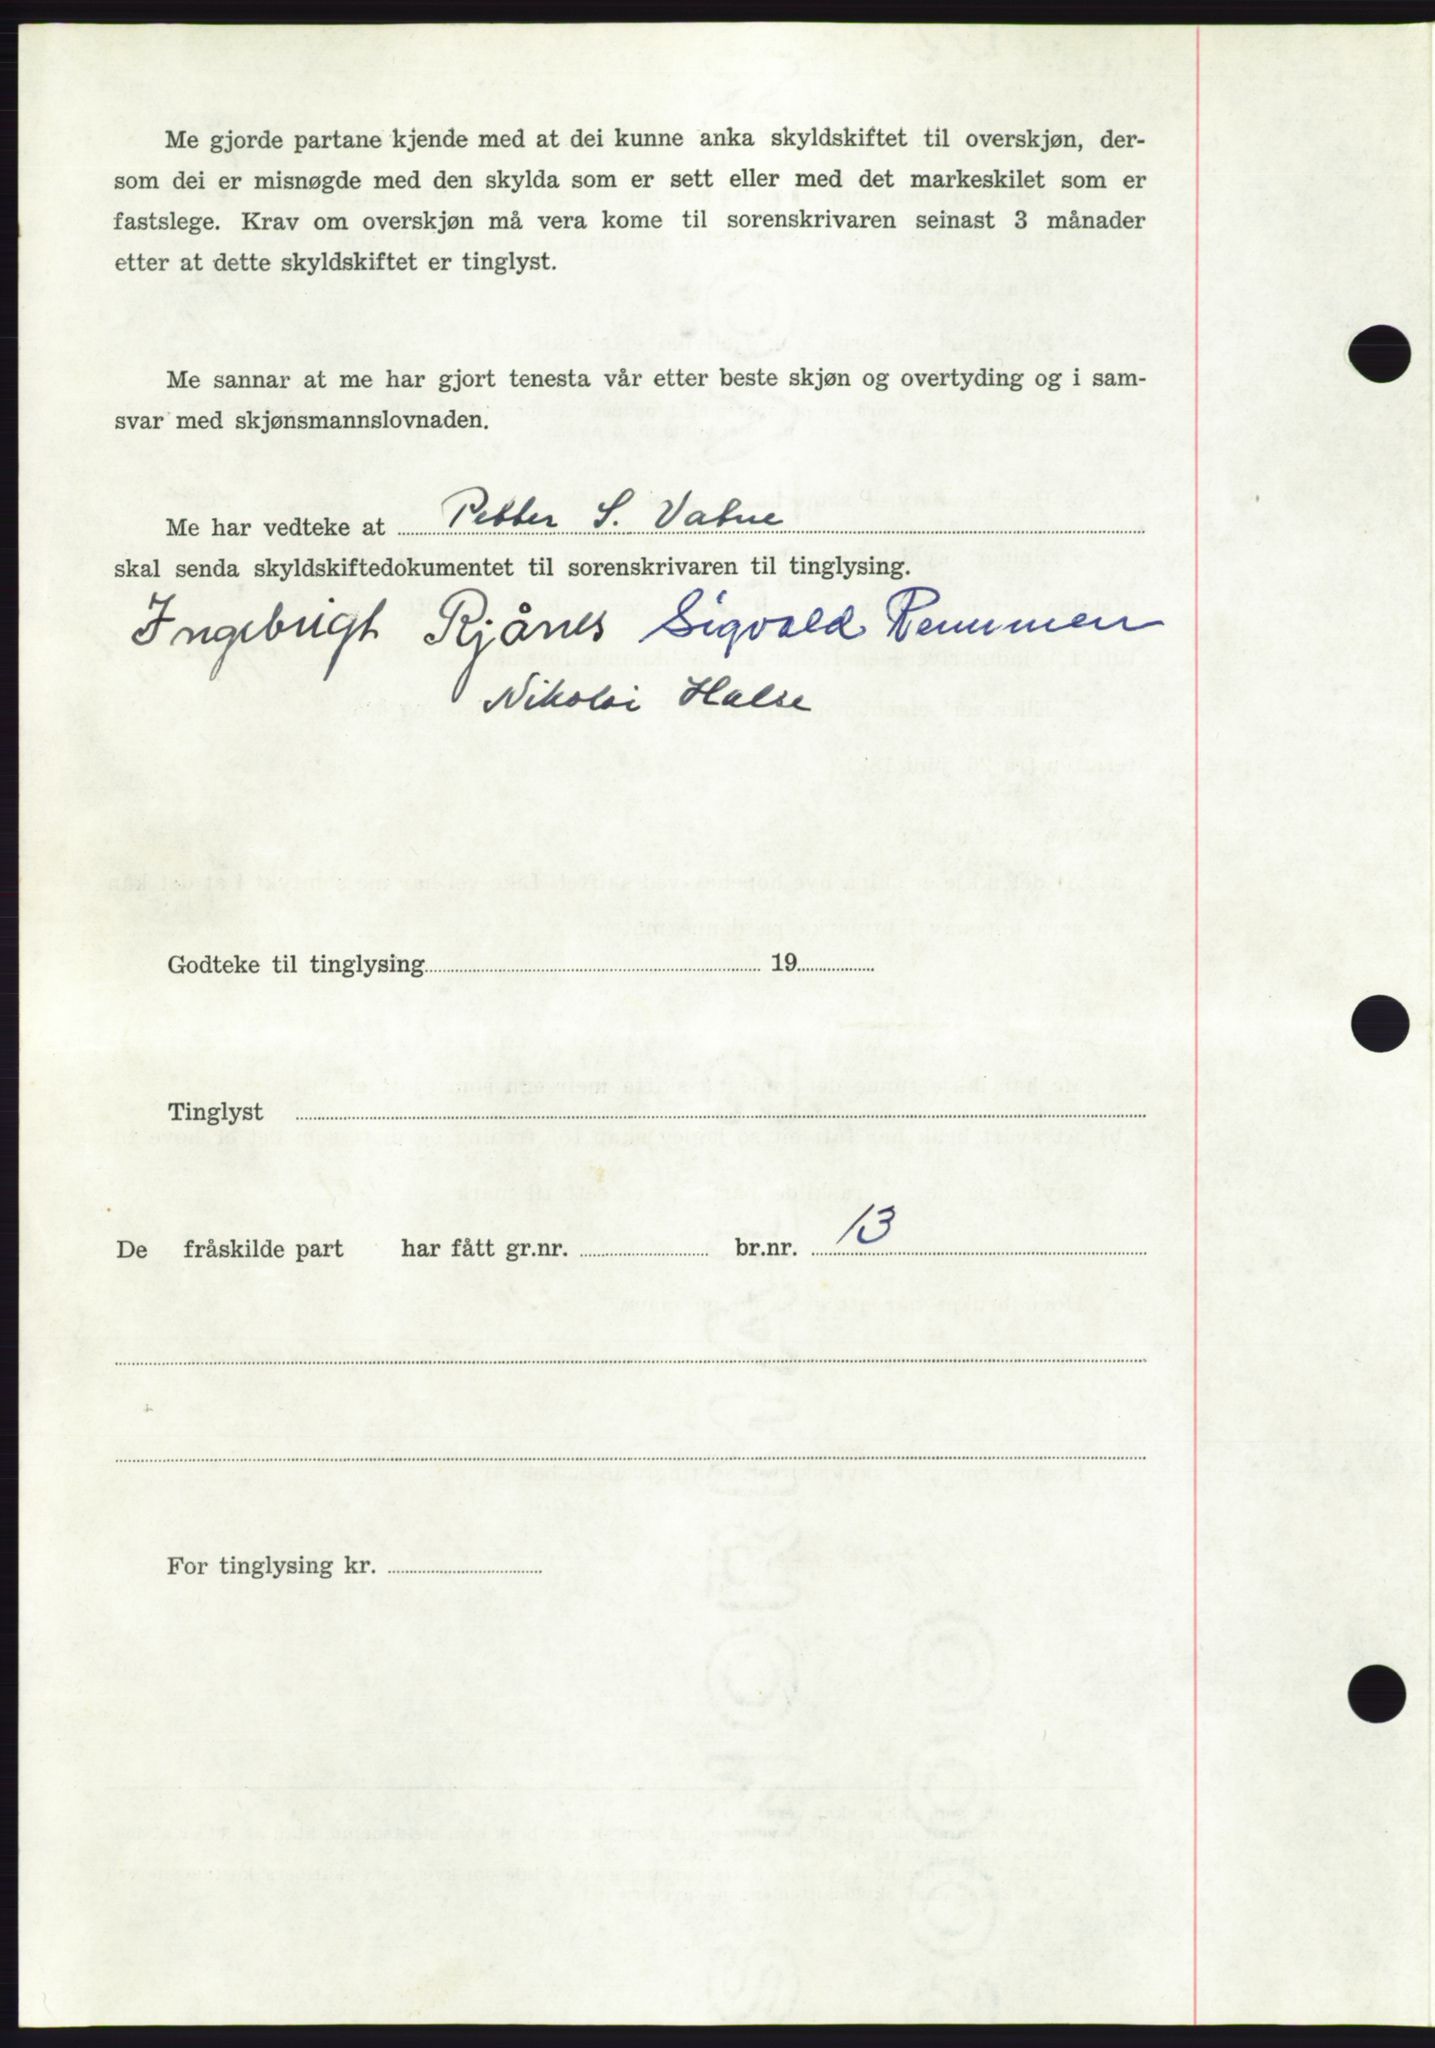 Me gjorde partane kjende med at dei kunne anka skyldskiftet til overskjøn, der-
som dei er misnøgde med den skylda som er sett eller med det markeskilet som er
fastslege. Krav om overskjøn må vera kome til sorenskrivaren seinast 3 månader
etter at dette skyldskiftet er tinglyst.
Me sannar at me har gjort tenesta vår etter beste skjøn og overtyding og i sam-
svar med skjønsmannslovnaden.
Me har vedteke at Petter S. Vatne
skal senda skyldskiftedokumentet til sorenskrivaren til tinglysing.
Ingebrigt Rjånes Sigvald Remmen
Nikolai Halse
Godteke til tinglysing 19
Tinglyst
De fråskilde part har fått gr.nr. br.nr. 13
For tinglysing kr.